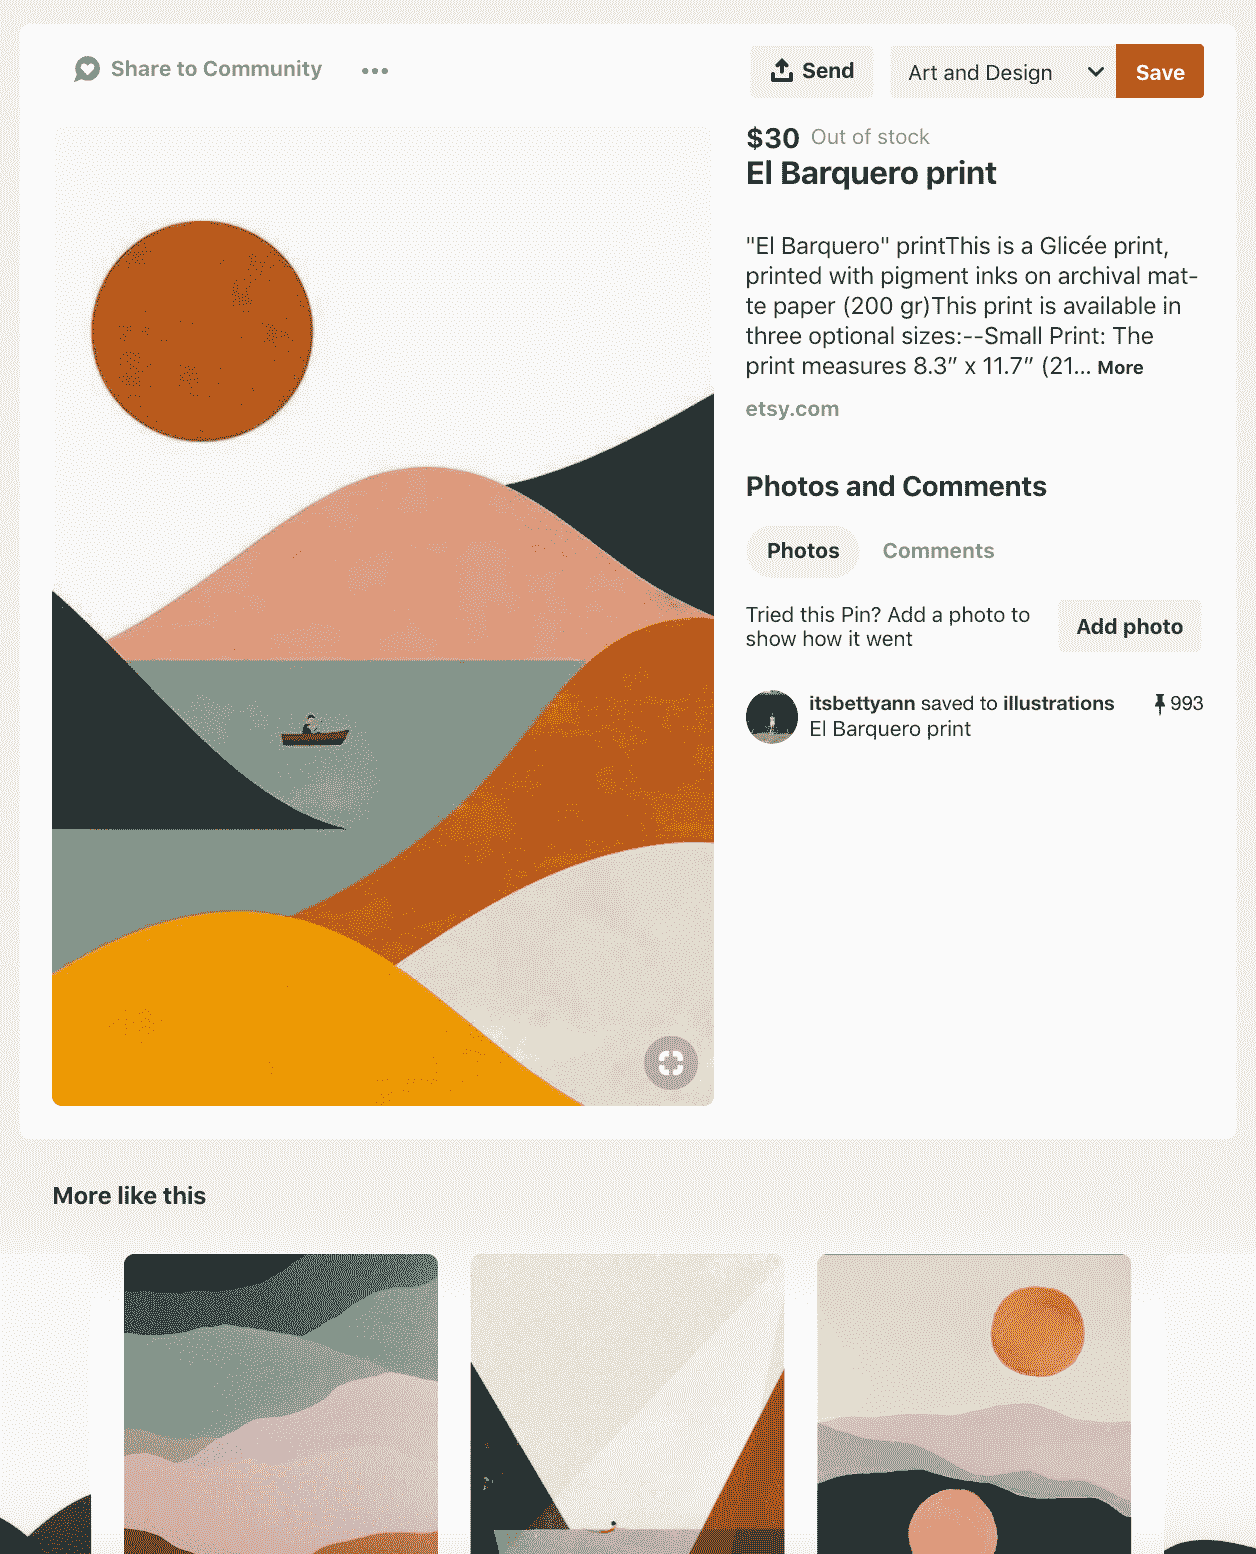 Share to Community
Send
Art and Design
Save
$30 Out of stock
El Barquero print
"El Barquero" printThis is a Glicée print,
printed with pigment inks on archival mat-
te paper (200 gr)This print is available in
three optional sizes:--Small Print: The
print measures 8.3” x 11.7” (21... More
etsy.com
Photos and Comments
Photos
Comments
Tried this Pin? Add a photo to
show how it went
Add photo
itsbettyann saved to illustrations
993
El Barquero print
More like this